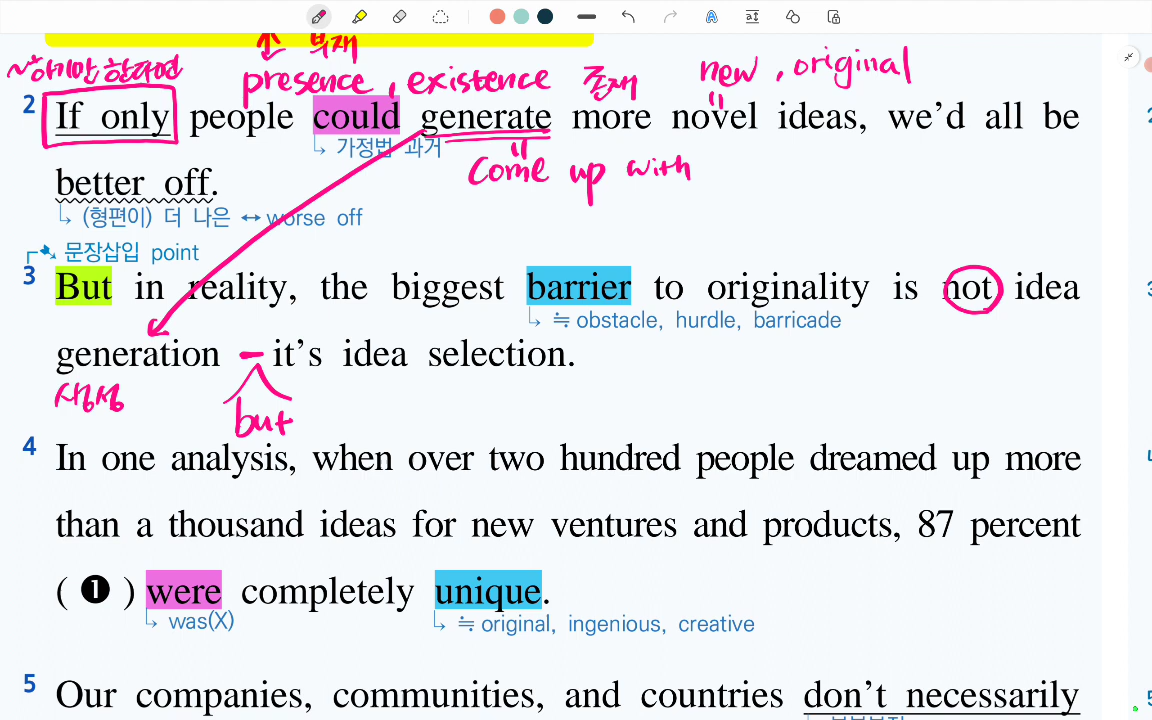 부재
~하기만 한다면
presence, existence 존재
new, original
2 If only people could generate more novel ideas, we'd all be
↳ 가정법 과거
come up with
better off.
↳ (형편이) 더 나은 ↔ worse off
문장삽입 point
3 But in reality, the biggest barrier to originality is not idea
↳ ≒ obstacle, hurdle, barricade
generation - it's idea selection.
생성
but
4 In one analysis, when over two hundred people dreamed up more
than a thousand ideas for new ventures and products, 87 percent
( ❶ ) were completely unique.
↳ was(X)
↳ ≒ original, ingenious, creative
5 Our companies, communities, and countries don't necessarily